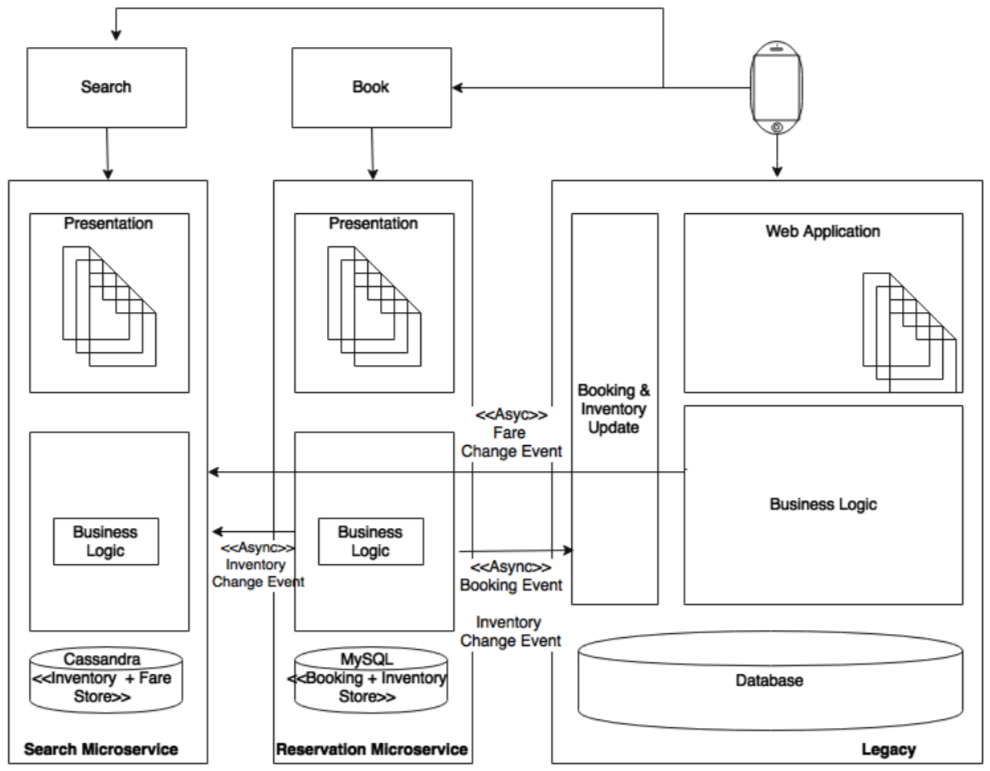 Search
Book
Presentation
Presentation
Web Application
Booking &
Inventory
Update
<<Asyc>>
Fare
Change Event
Business Logic
Business
Logic
<<Async>>
Inventory
Change Event
Business
Logic
<<Async>>
Booking Event
Inventory
Change Event
Cassandra
<<Inventory + Fare
Store>>
MySQL
<<Booking + Inventory
Store>>
Database
Search Microservice
Reservation Microservice
Legacy